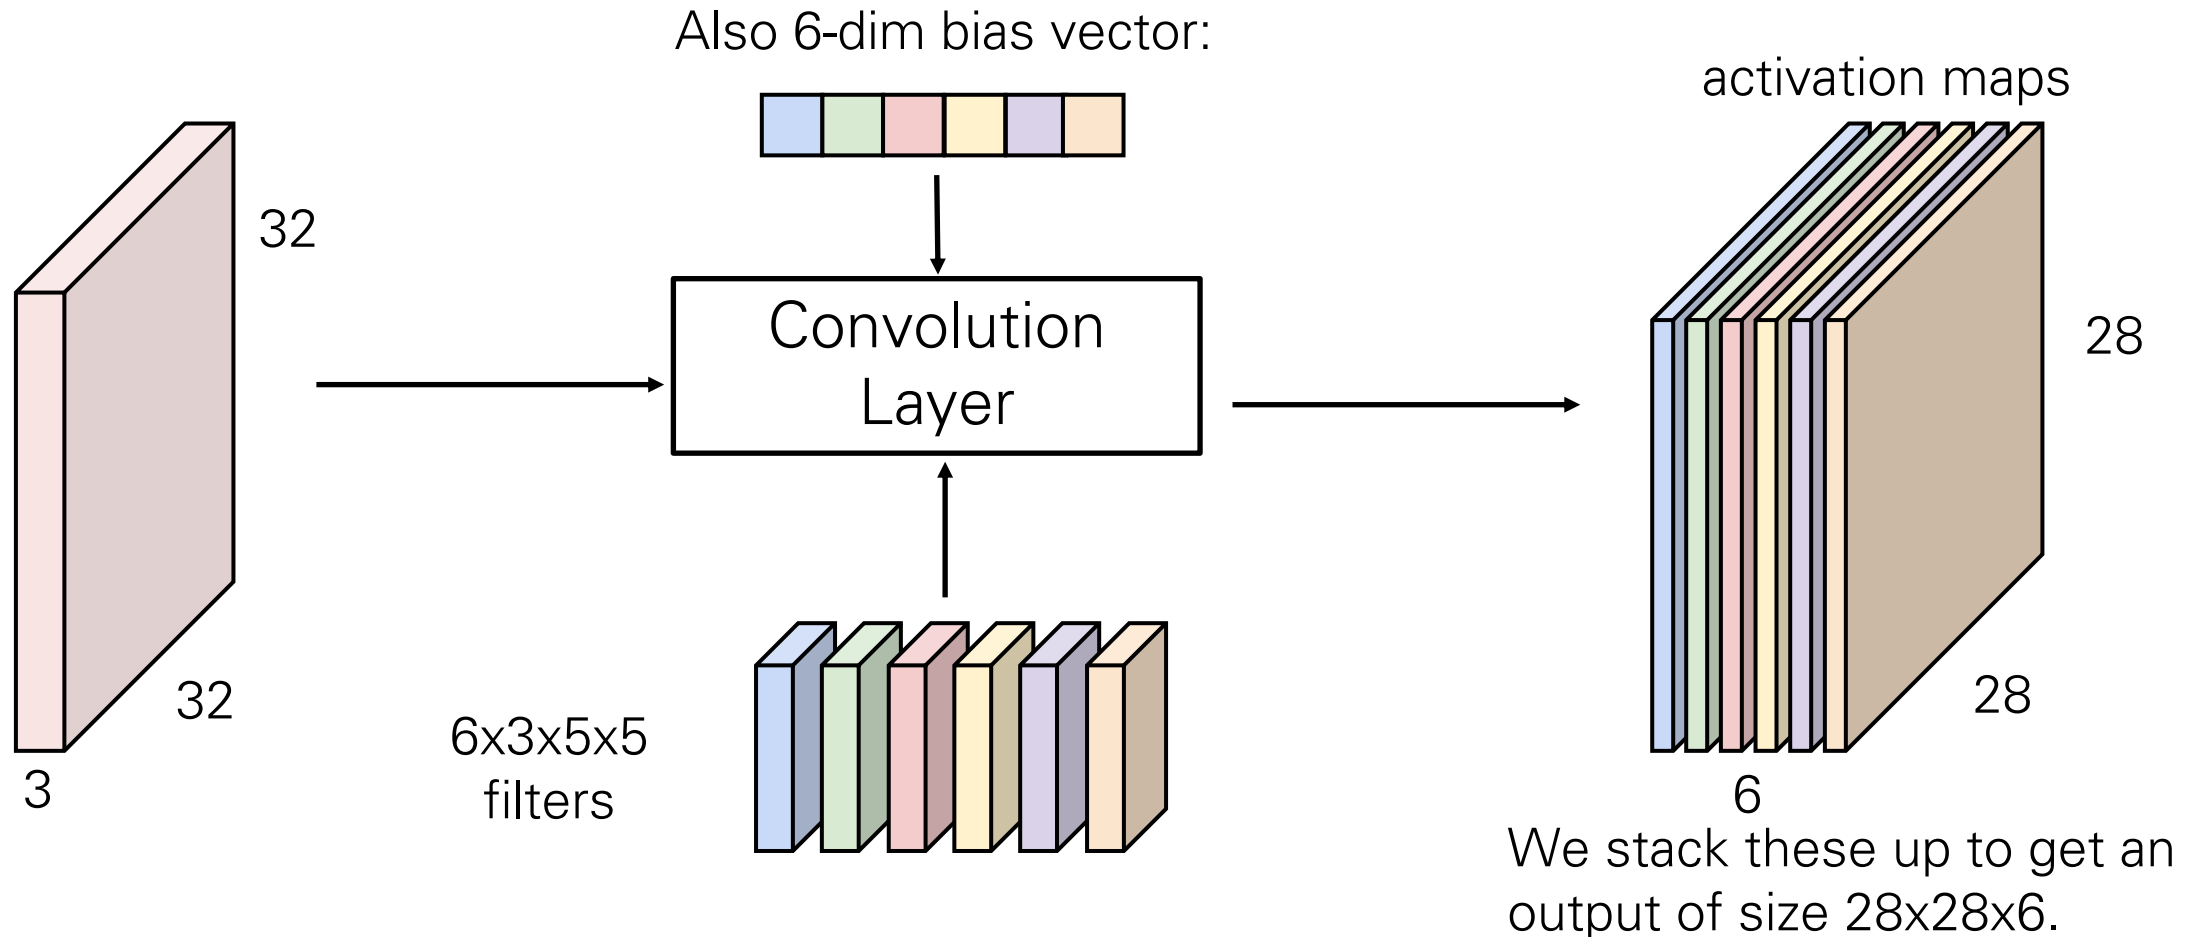 Also 6-dim bias vector:
activation maps
32
Convolution
Layer
28
32
28
6x3x5x5
filters
3
6
We stack these up to get an
output of size 28x28x6.